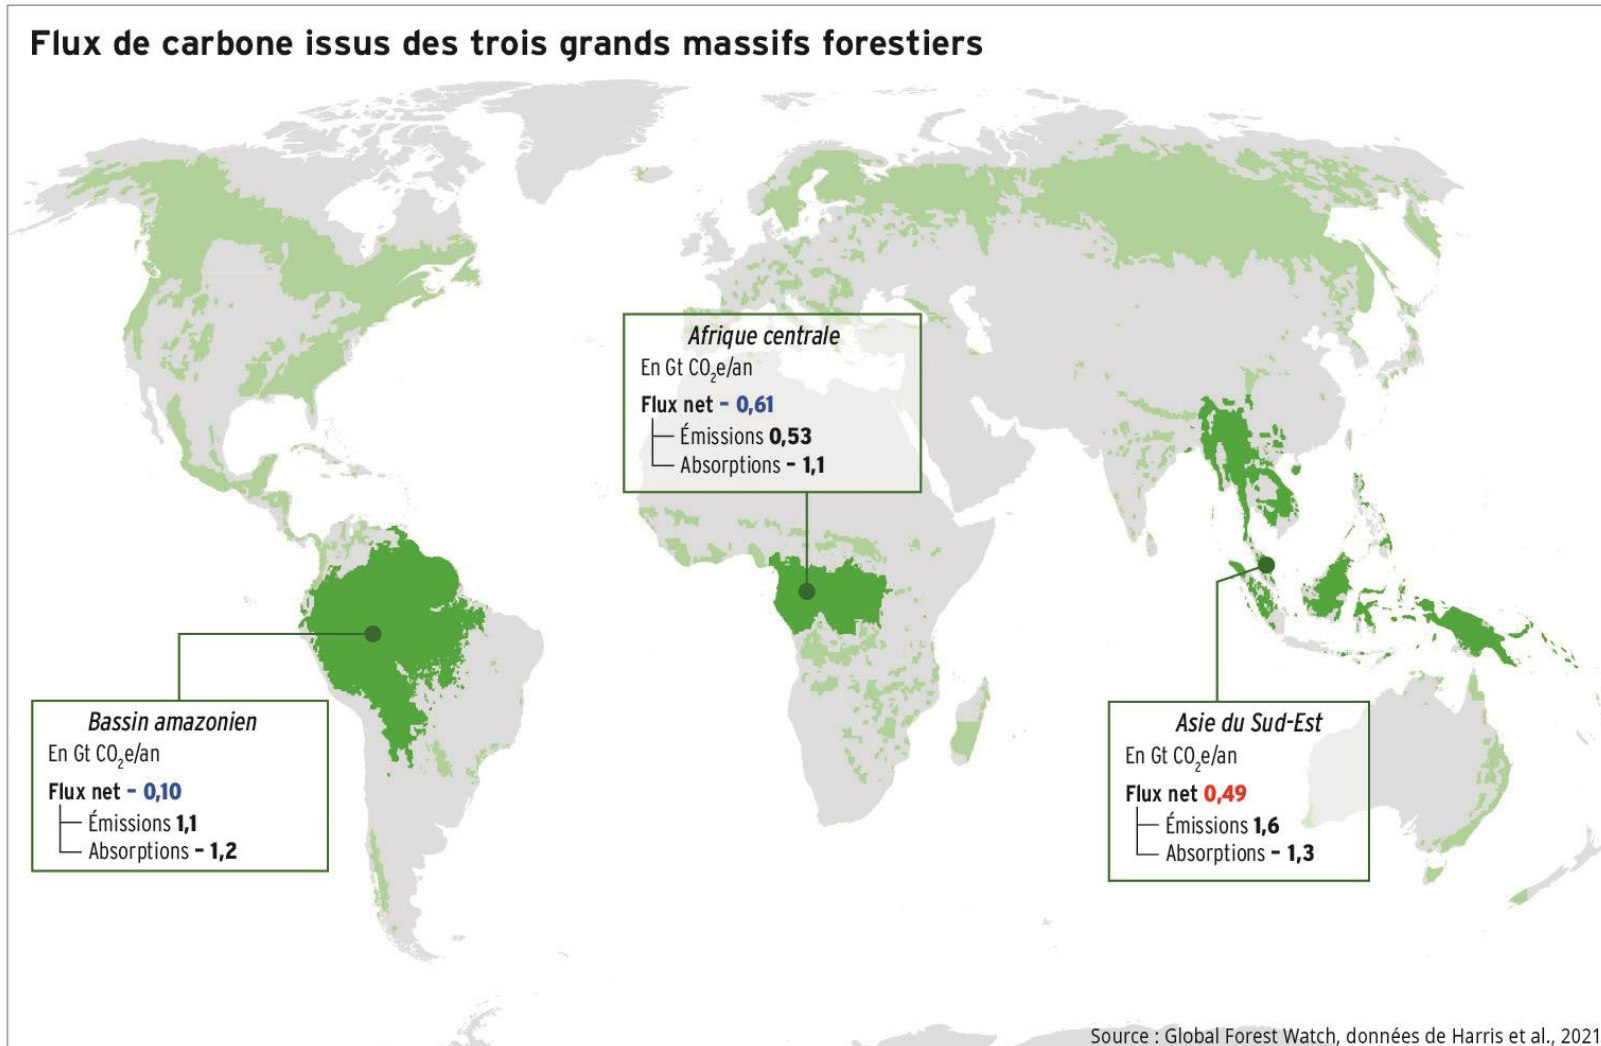 Flux de carbone issus des trois grands massifs forestiers
Afrique centrale
En Gt CO₂e/an
Flux net – 0,61
Émissions 0,53
Absorptions – 1,1
Bassin amazonien
En Gt CO₂e/an
Flux net – 0,10
Émissions 1,1
Absorptions – 1,2
Asie du Sud-Est
En Gt CO₂e/an
Flux net 0,49
Émissions 1,6
Absorptions – 1,3
Source : Global Forest Watch, données de Harris et al., 2021